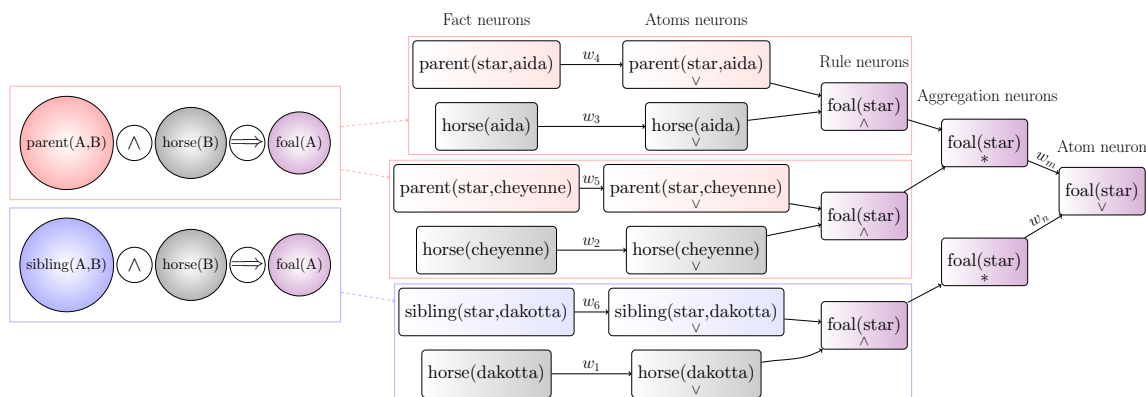 Fact neurons
Atoms neurons
Rule neurons
Aggregation neurons
Atom neuron
parent(A,B) ∧ horse(B) ⟹ foal(A)
sibling(A,B) ∧ horse(B) ⟹ foal(A)
parent(star,aida)
w₄
parent(star,aida)
∨
horse(aida)
w₃
horse(aida)
∨
foal(star)
∧
parent(star,cheyenne)
w₅
parent(star,cheyenne)
∨
horse(cheyenne)
w₂
horse(cheyenne)
∨
foal(star)
∧
sibling(star,dakotta)
w₆
sibling(star,dakotta)
∨
horse(dakotta)
w₁
horse(dakotta)
∨
foal(star)
∧
foal(star)
*
foal(star)
*
wₘ
wₙ
foal(star)
∨